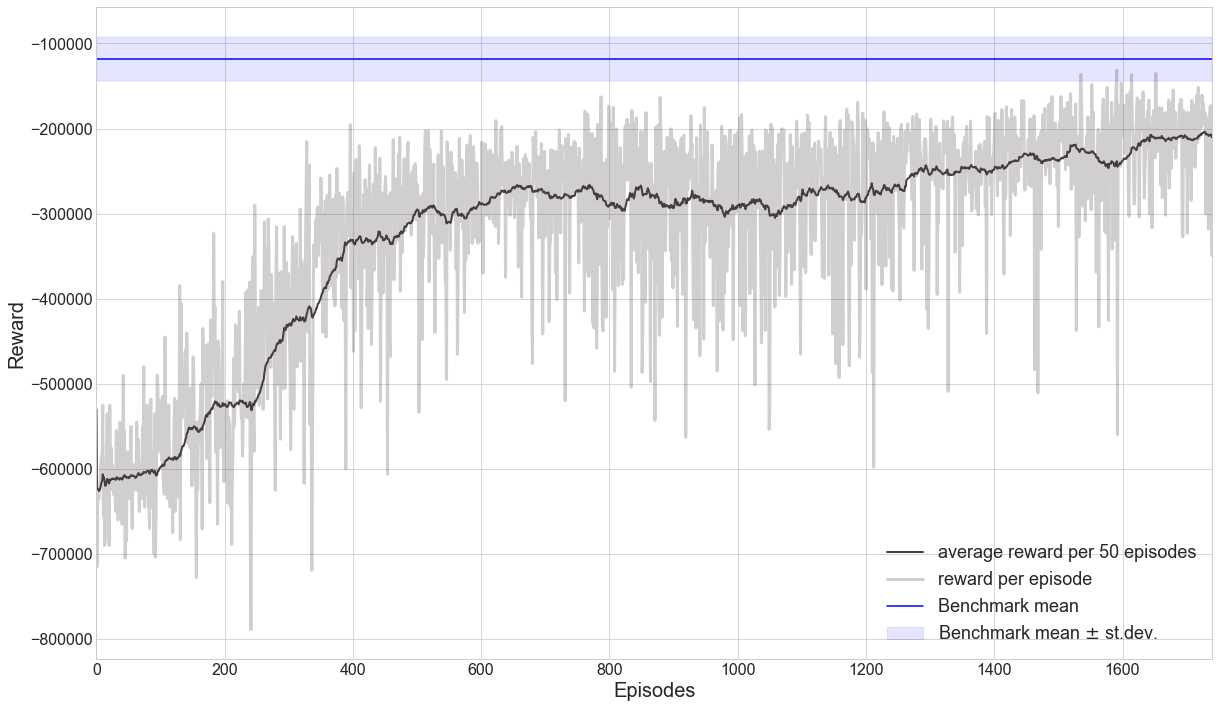 −100000
−200000
−300000
−400000
−500000
−600000
−700000
−800000
Reward
average reward per 50 episodes
reward per episode
Benchmark mean
Benchmark mean ± st.dev.
0 200 400 600 800 1000 1200 1400 1600
Episodes